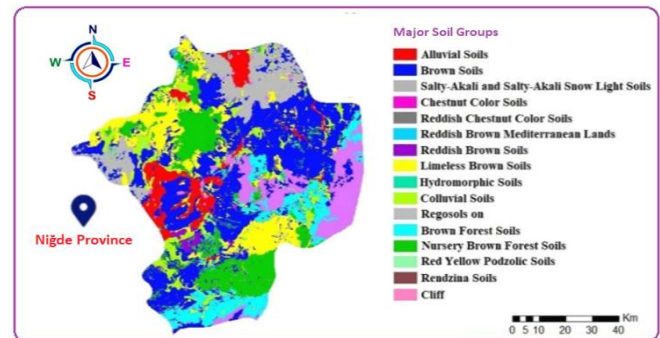 Major Soil Groups
N
W
E
S
Alluvial Soils
Brown Soils
Salty-Akali and Salty-Akali Snow Light Soils
Chestnut Color Soils
Reddish Chestnut Color Soils
Reddish Brown Mediterranean Lands
Reddish Brown Soils
Limeless Brown Soils
Hydromorphic Soils
Colluvial Soils
Regosols on
Brown Forest Soils
Nursery Brown Forest Soils
Red Yellow Podzolic Soils
Rendzina Soils
Cliff
Niğde Province
Km
0 5 10 20 30 40